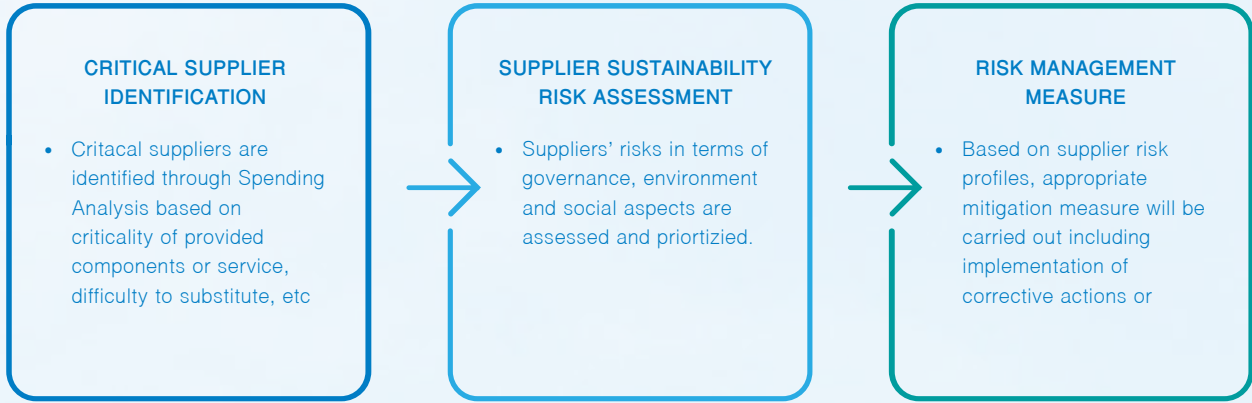 CRITICAL SUPPLIER
IDENTIFICATION
• Critacal suppliers are
identified through Spending
Analysis based on
criticality of provided
components or service,
difficulty to substitute, etc
SUPPLIER SUSTAINABILITY
RISK ASSESSMENT
• Suppliers’ risks in terms of
governance, environment
and social aspects are
assessed and priortizied.
RISK MANAGEMENT
MEASURE
• Based on supplier risk
profiles, appropriate
mitigation measure will be
carried out including
implementation of
corrective actions or